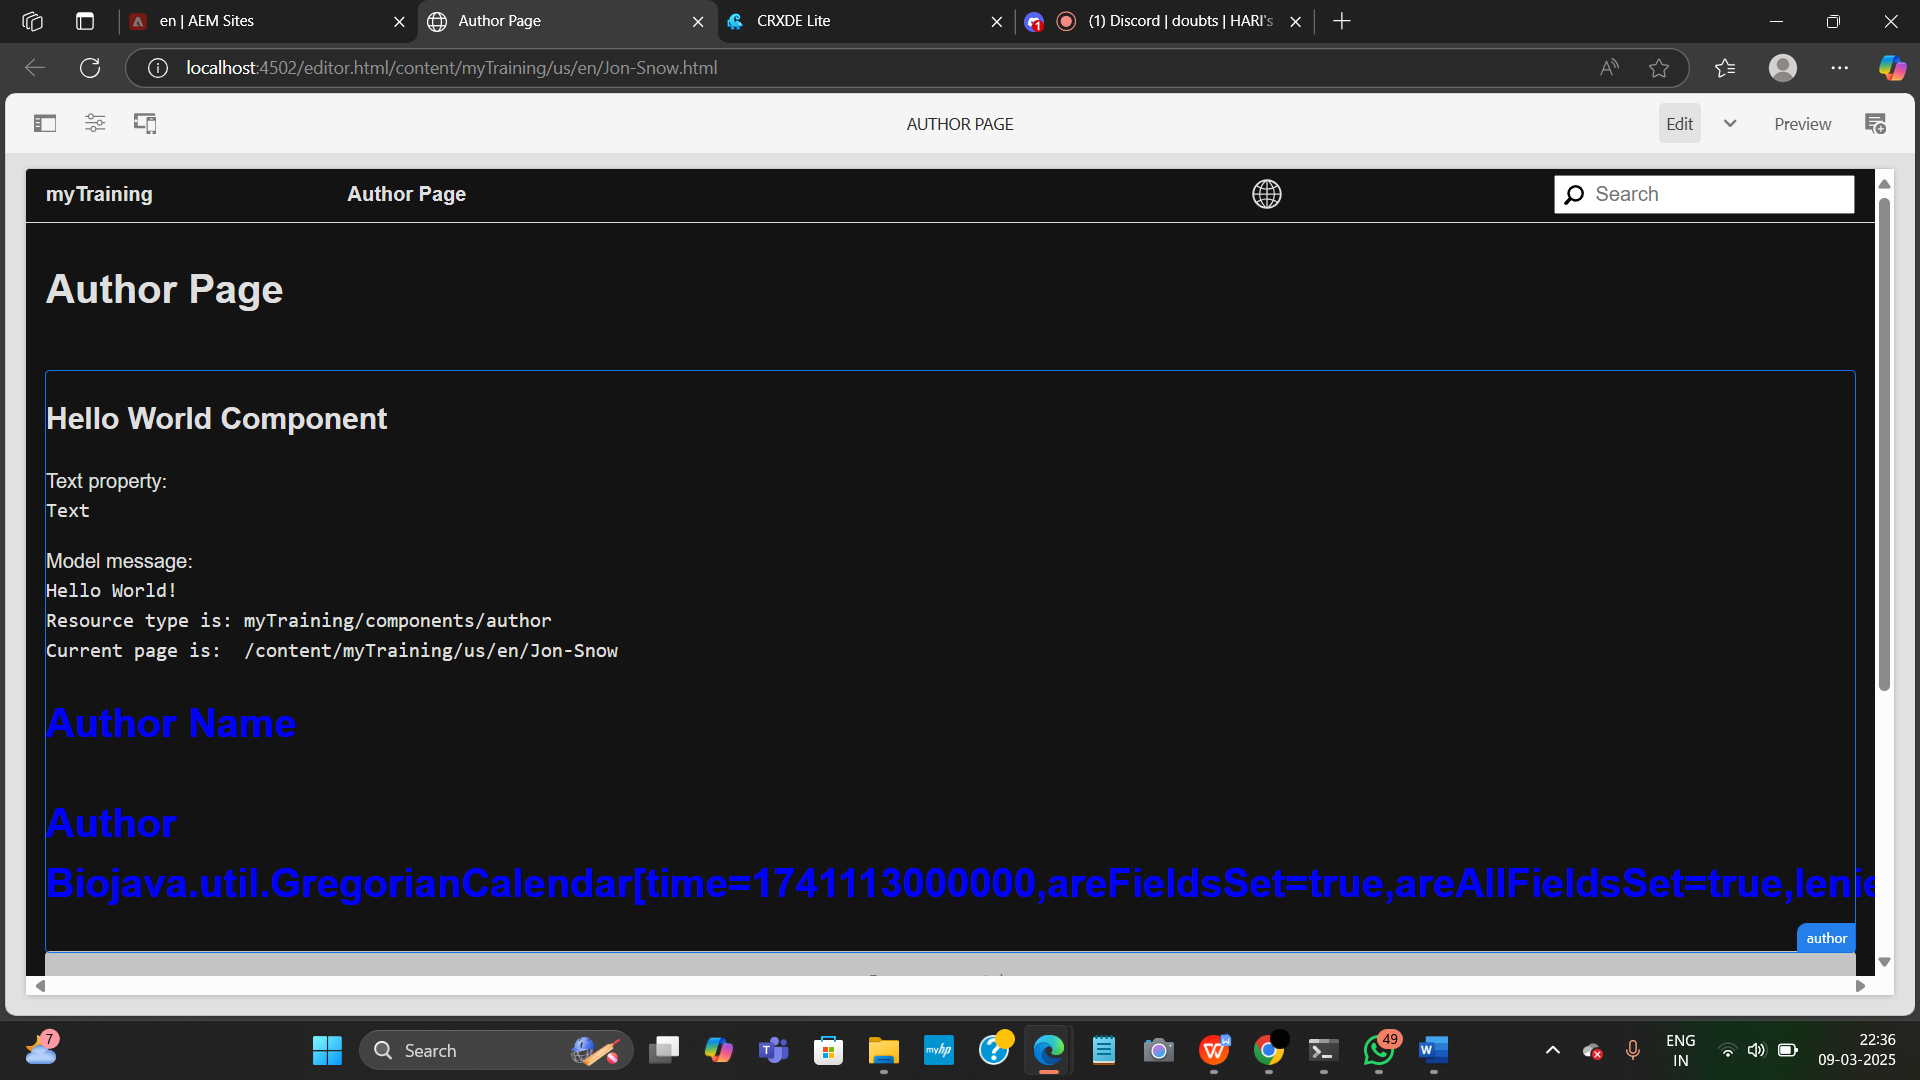 en | AEM Sites
Author Page
CRXDE Lite
(1) Discord | doubts | HARI's
localhost:4502/editor.html/content/myTraining/us/en/Jon-Snow.html
AUTHOR PAGE
Edit
Preview
myTraining
Author Page
Search
Author Page
Hello World Component
Text property:
Text
Model message:
Hello World!
Resource type is: myTraining/components/author
Current page is:  /content/myTraining/us/en/Jon-Snow
Author Name
Author
Biojava.util.GregorianCalendar[time=1741113000000,areFieldsSet=true,areAllFieldsSet=true,lenie
author
7
Search
myhp
49
ENG
IN
22:36
09-03-2025